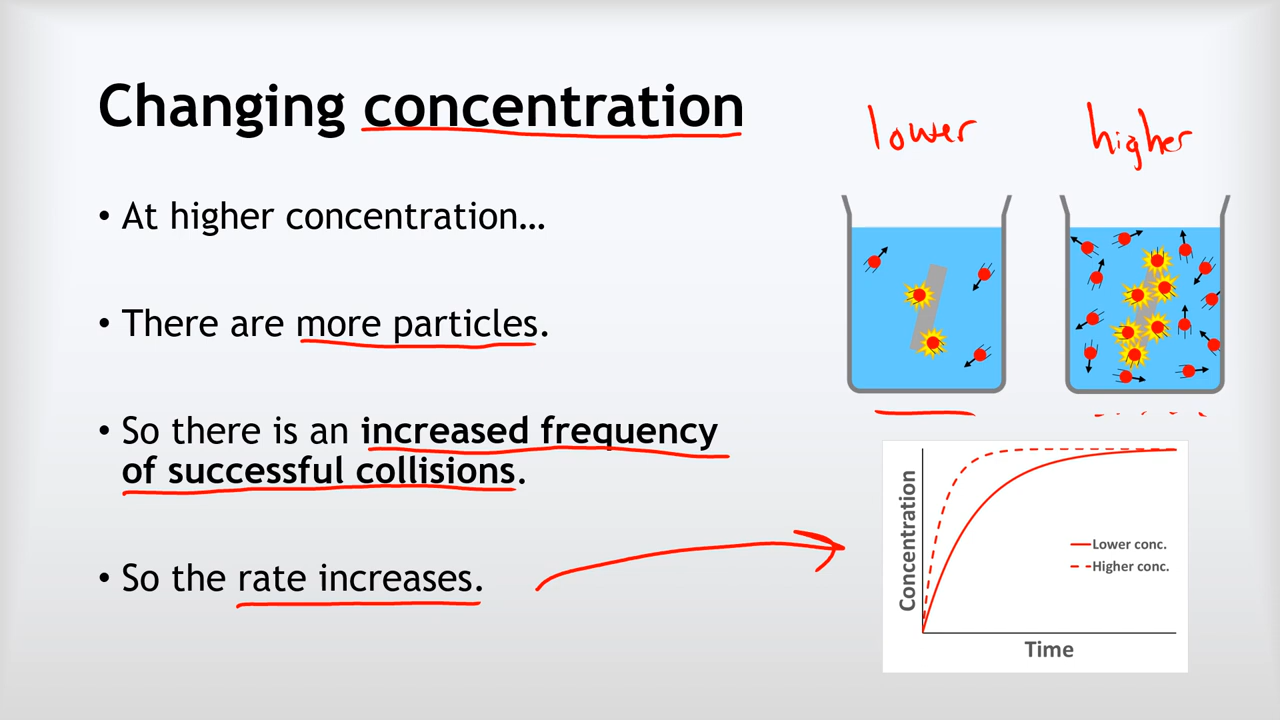 Changing concentration
lower
higher
• At higher concentration…
• There are more particles.
• So there is an increased frequency
of successful collisions.
• So the rate increases.
Concentration
Lower conc.
Higher conc.
Time